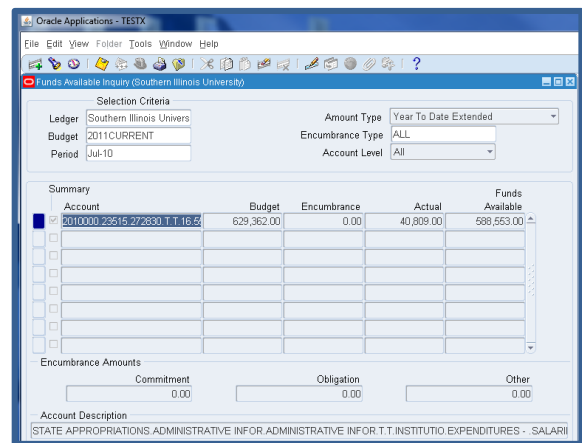 Oracle Applications - TESTX
File Edit View Folder Tools Window Help
Funds Available Inquiry (Southern Illinois University)
Selection Criteria
Ledger Southern Illinois Univers
Amount Type Year To Date Extended
Budget 2011CURRENT
Encumbrance Type ALL
Period Jul-10
Account Level All
Summary
Account Budget Encumbrance Actual Funds Available
2010000.23515.272830.T.T.16.5 629,362.00 0.00 40,809.00 588,553.00
Encumbrance Amounts
Commitment Obligation Other
0.00 0.00 0.00
Account Description
STATE APPROPRIATIONS.ADMINISTRATIVE INFOR.ADMINISTRATIVE INFOR.T.T.INSTITUTIO.EXPENDITURES - .SALARI